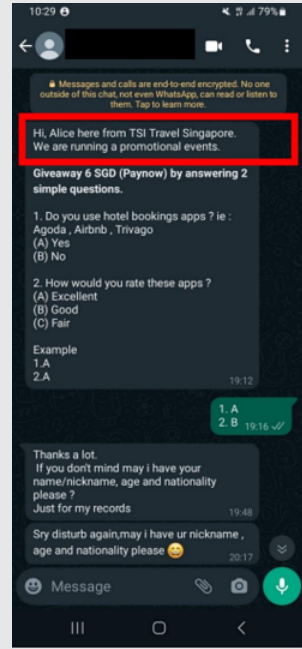 10:29
79%
Messages and calls are end-to-end encrypted. No one
outside of this chat, not even WhatsApp, can read or listen to
them. Tap to learn more.
Hi, Alice here from TSI Travel Singapore.
We are running a promotional events.
Giveaway 6 SGD (Paynow) by answering 2
simple questions.
1. Do you use hotel bookings apps ? ie :
Agoda , Airbnb , Trivago
(A) Yes
(B) No
2. How would you rate these apps ?
(A) Excellent
(B) Good
(C) Fair
Example
1.A
2.A
19:12
1. A
2. B 19:16
Thanks a lot.
If you don't mind may i have your
name/nickname, age and nationality
please ?
Just for my records
19:48
Sry disturb again,may i have ur nickname ,
age and nationality please 😄
20:17
Message